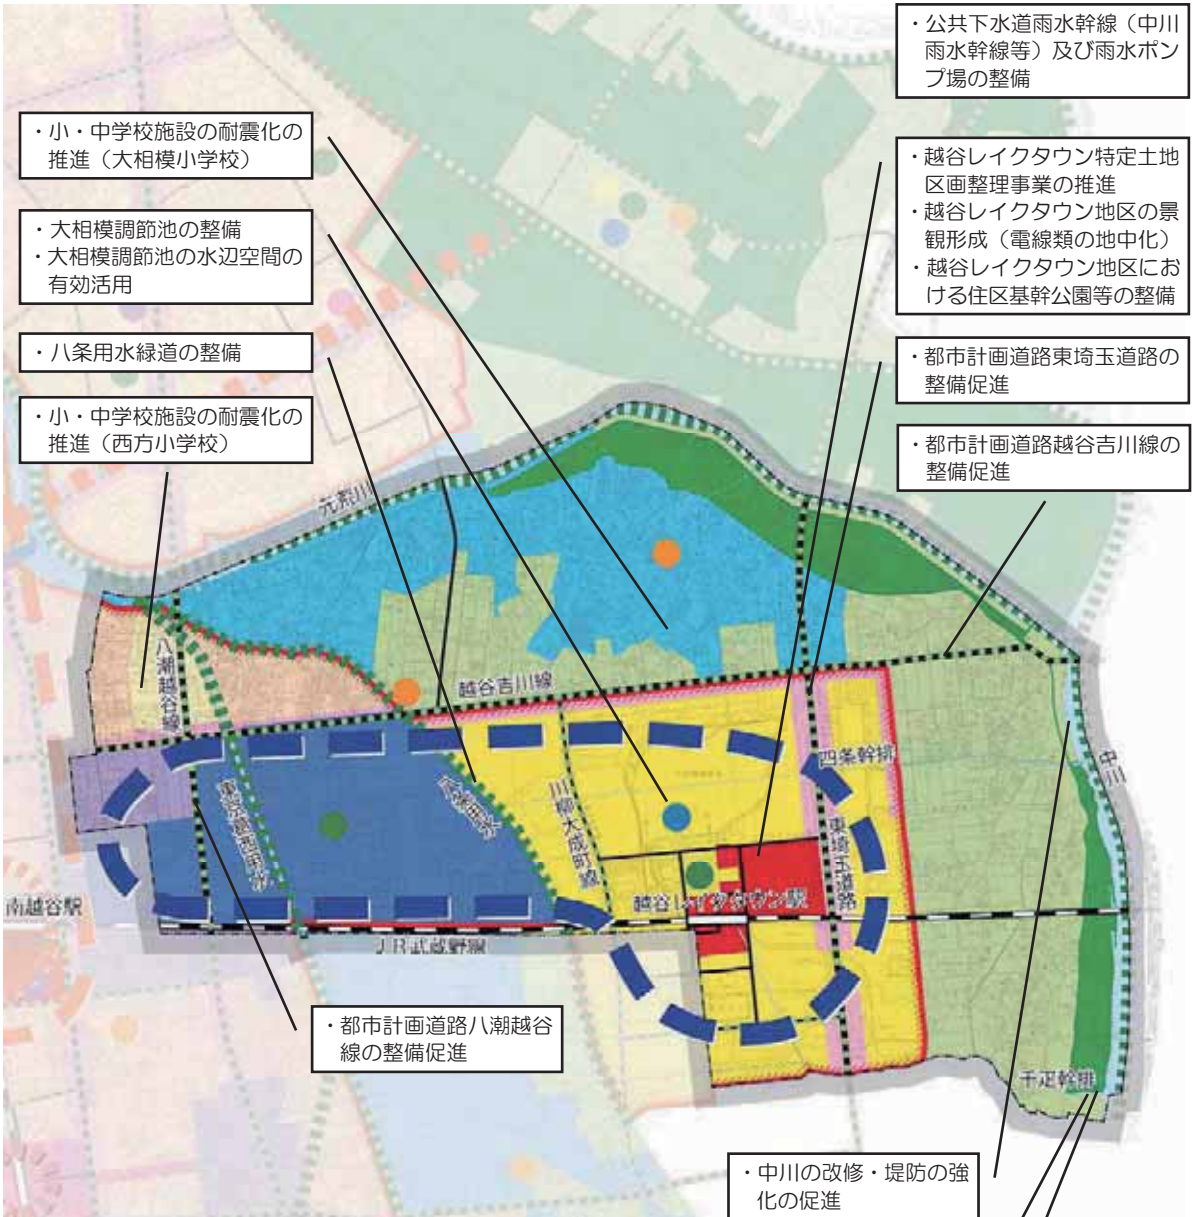 ・公共下水道雨水幹線（中川
雨水幹線等）及び雨水ポン
プ場の整備
・小・中学校施設の耐震化の
推進（大相模小学校）
・越谷レイクタウン特定土地
区画整理事業の推進
・越谷レイクタウン地区の景
観形成（電線類の地中化）
・越谷レイクタウン地区にお
ける住区基幹公園等の整備
・大相模調節池の整備
・大相模調節池の水辺空間の
有効活用
・八条用水緑道の整備
・都市計画道路東埼玉道路の
整備促進
・小・中学校施設の耐震化の
推進（西方小学校）
・都市計画道路越谷吉川線の
整備促進
元荒川
八潮越谷線
越谷吉川線
中川
四条幹排
東京葛西用水
八条用水
川柳大成町線
東埼玉道路
南越谷駅
越谷レイクタウン駅
ＪＲ武蔵野線
・都市計画道路八潮越谷
線の整備促進
千疋幹排
・中川の改修・堤防の強
化の促進